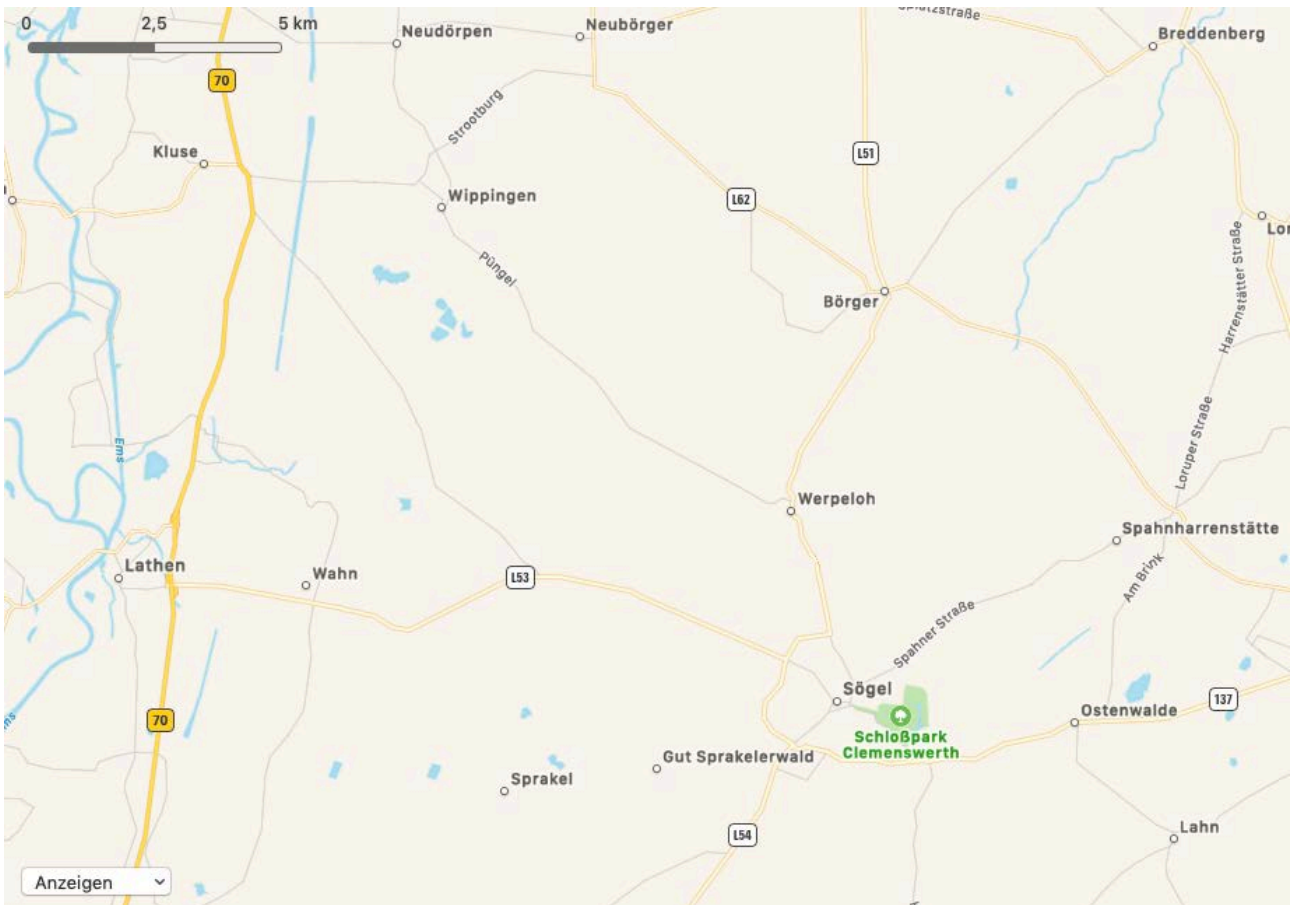 0 2,5 5 km
Neudörpen
Neubörger
Breddenberg
70
Strootburg
Kluse
L51
Wippingen
L62
Püngel
Harrenstätter Straße
Börger
Ems
Loruper Straße
Werpeloh
Spahnharrenstätte
Lathen
Wahn
L53
Am Brink
Spahner Straße
Sögel
70
137
Ostenwalde
Schloßpark
Clemenswerth
Gut Sprakelerwald
Sprakel
L54
Lahn
Anzeigen